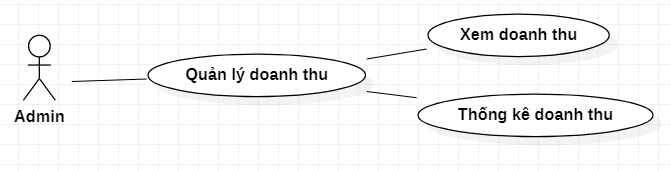 Xem doanh thu
Quản lý doanh thu
Admin
Thống kê doanh thu